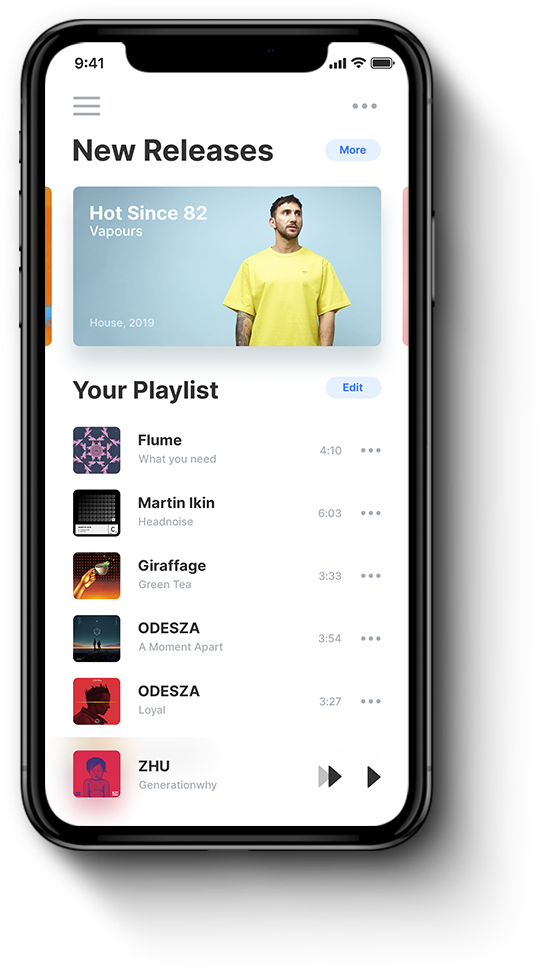 9:41
New Releases
More
Hot Since 82
Vapours
House, 2019
Your Playlist
Edit
Flume
What you need
4:10
Martin Ikin
Headnoise
6:03
Giraffage
Green Tea
3:33
ODESZA
A Moment Apart
3:54
ODESZA
Loyal
3:27
ZHU
Generationwhy